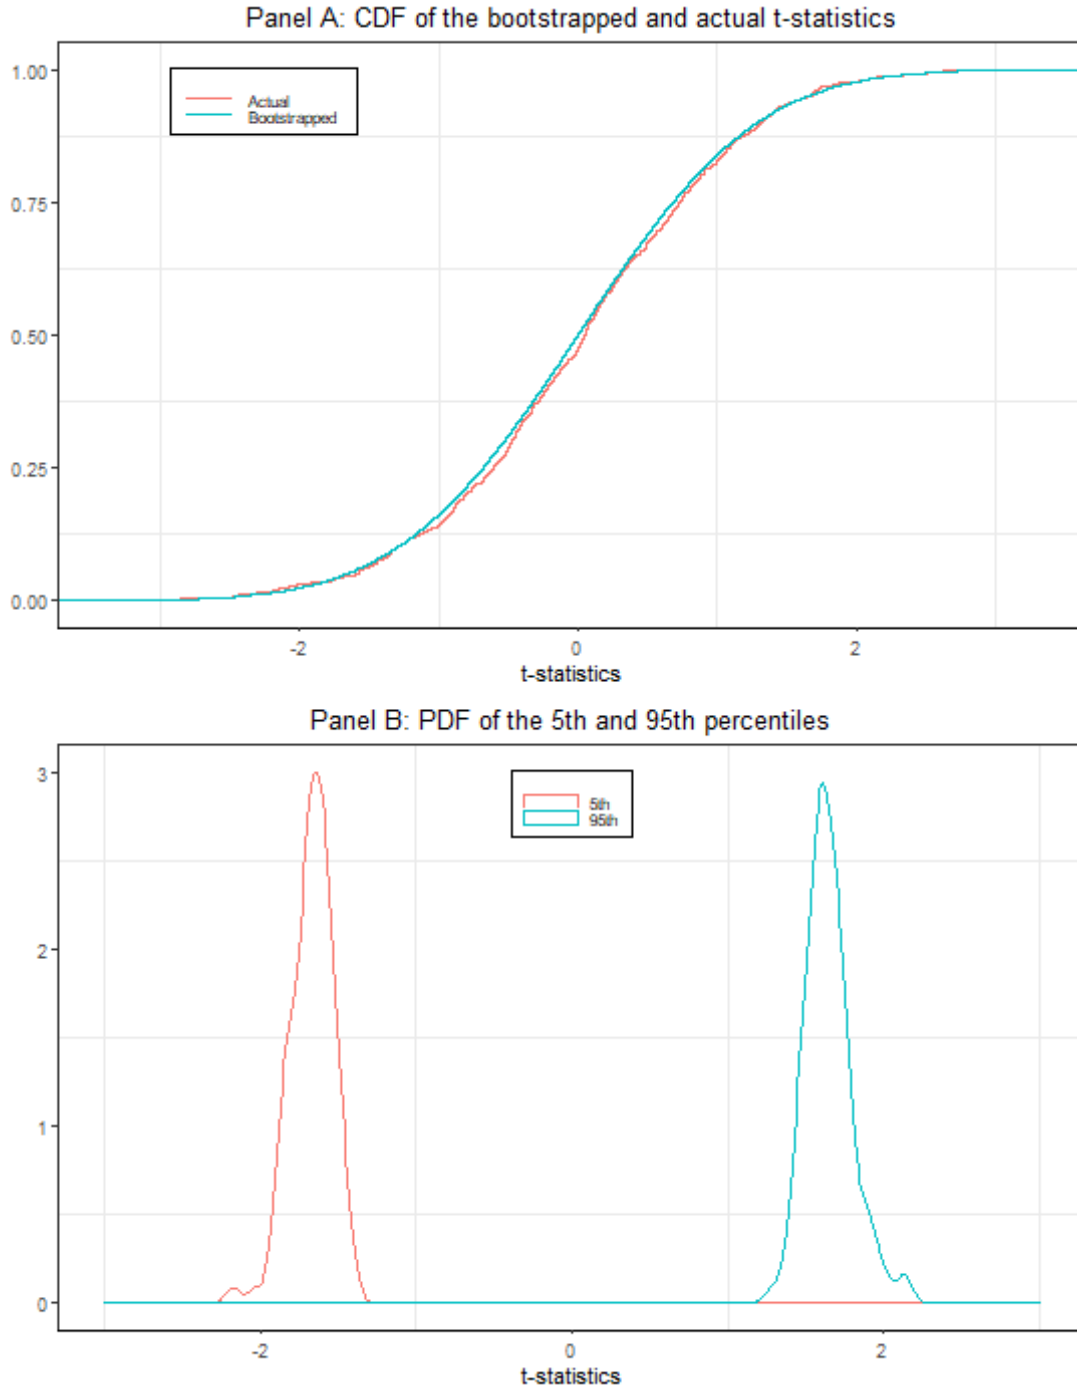 Panel A: CDF of the bootstrapped and actual t-statistics
1.00
Actual
Bootstrapped
0.75
0.50
0.25
0.00
-2 0 2
t-statistics
Panel B: PDF of the 5th and 95th percentiles
3
5th
95th
2
1
0
-2 0 2
t-statistics